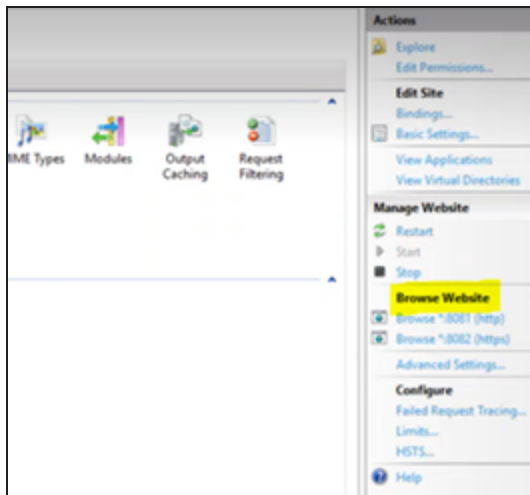 Actions
Explore
Edit Permissions...
Edit Site
Bindings...
Basic Settings...
View Applications
View Virtual Directories
Manage Website
Restart
Start
Stop
Browse Website
Browse *:8081 (http)
Browse *:8082 (https)
Advanced Settings...
Configure
Failed Request Tracing...
Limits...
HSTS...
Help
MIME Types
Modules
Output
Caching
Request
Filtering